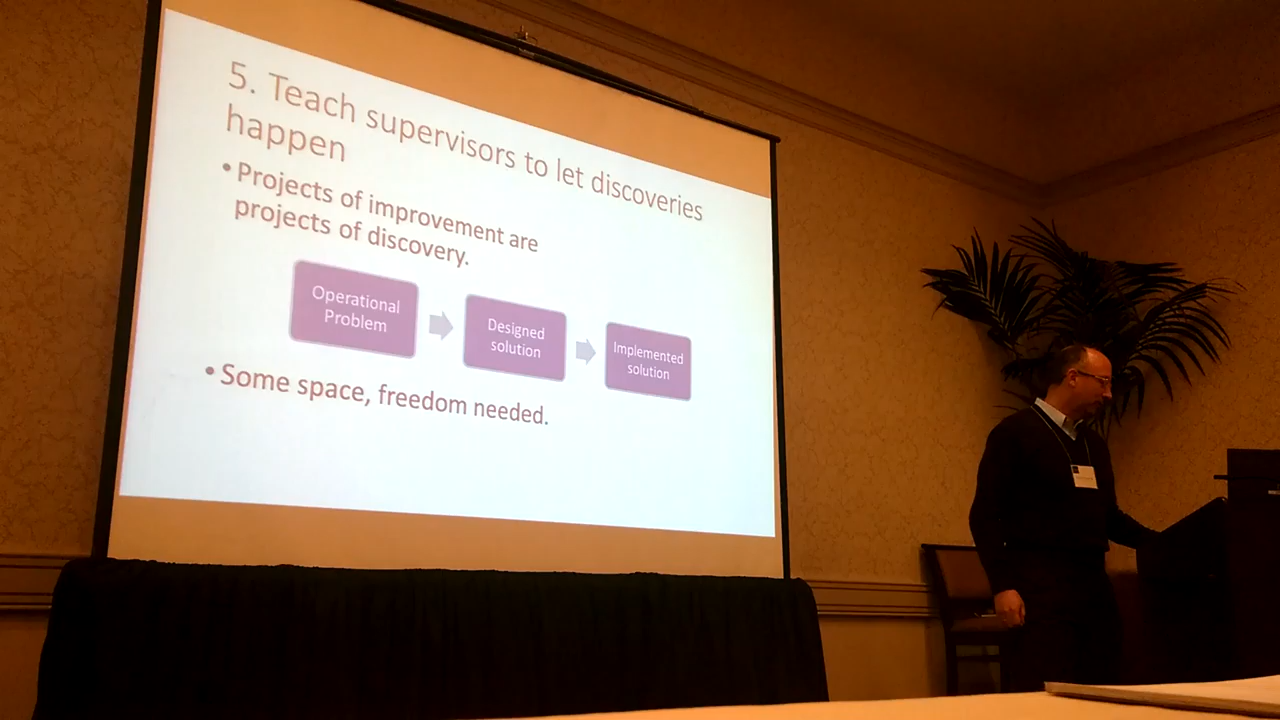 5. Teach supervisors to let discoveries
happen
• Projects of improvement are
projects of discovery.
Operational
Problem
Designed
solution
Implemented
solution
• Some space, freedom needed.